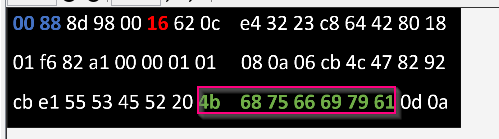 00 88 8d 98 00 16 62 0c e4 32 23 c8 64 42 80 18
01 f6 82 a1 00 00 01 01 08 0a 06 cb 4c 47 82 92
cb e1 55 53 45 52 20 4b 68 75 66 69 79 61 0d 0a